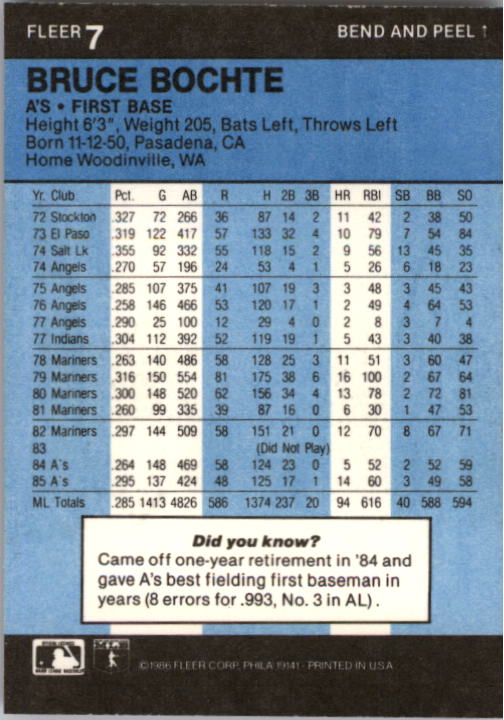 FLEER 7 BEND AND PEEL ↑
BRUCE BOCHTE
A'S • FIRST BASE
Height 6'3", Weight 205, Bats Left, Throws Left
Born 11-12-50, Pasadena, CA
Home Woodinville, WA
Yr. Club Pct. G AB R H 2B 3B HR RBI SB BB SO
72 Stockton .327 72 266 36 87 14 2 11 42 2 38 50
73 El Paso .319 122 417 57 133 32 4 10 79 7 54 84
74 Salt Lk .355 92 332 55 118 15 2 9 56 13 45 35
74 Angels .270 57 196 24 53 4 1 5 26 6 18 23
75 Angels .285 107 375 41 107 19 3 3 48 3 45 43
76 Angels .258 146 466 53 120 17 1 2 49 4 64 53
77 Angels .290 25 100 12 29 4 0 2 8 3 7 4
77 Indians .304 112 392 52 119 19 1 5 43 3 40 38
78 Mariners .263 140 486 58 128 25 3 11 51 3 60 47
79 Mariners .316 150 554 81 175 38 6 16 100 2 67 64
80 Mariners .300 148 520 62 156 34 4 13 78 2 72 81
81 Mariners .260 99 335 39 87 16 0 6 30 1 47 53
82 Mariners .297 144 509 58 151 21 0 12 70 8 67 71
83 (Did Not Play)
84 A's .264 148 469 58 124 23 0 5 52 2 52 59
85 A's .295 137 424 48 125 17 1 14 60 3 49 58
ML Totals .285 1413 4826 586 1374 237 20 94 616 40 588 594
Did you know?
Came off one-year retirement in '84 and
gave A's best fielding first baseman in
years (8 errors for .993, No. 3 in AL).
©1986 FLEER CORP. PHILA 19141 - PRINTED IN U.S.A.